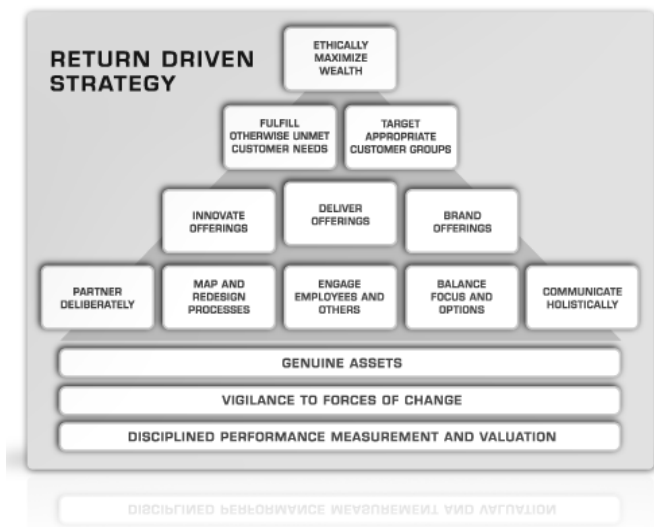 RETURN DRIVEN
STRATEGY
ETHICALLY
MAXIMIZE
WEALTH
FULFILL
OTHERWISE UNMET
CUSTOMER NEEDS
TARGET
APPROPRIATE
CUSTOMER GROUPS
INNOVATE
OFFERINGS
DELIVER
OFFERINGS
BRAND
OFFERINGS
PARTNER
DELIBERATELY
MAP AND
REDESIGN
PROCESSES
ENGAGE
EMPLOYEES AND
OTHERS
BALANCE
FOCUS AND
OPTIONS
COMMUNICATE
HOLISTICALLY
GENUINE ASSETS
VIGILANCE TO FORCES OF CHANGE
DISCIPLINED PERFORMANCE MEASUREMENT AND VALUATION
DISCIPLINED PERFORMANCE MEASUREMENT AND VALUATION